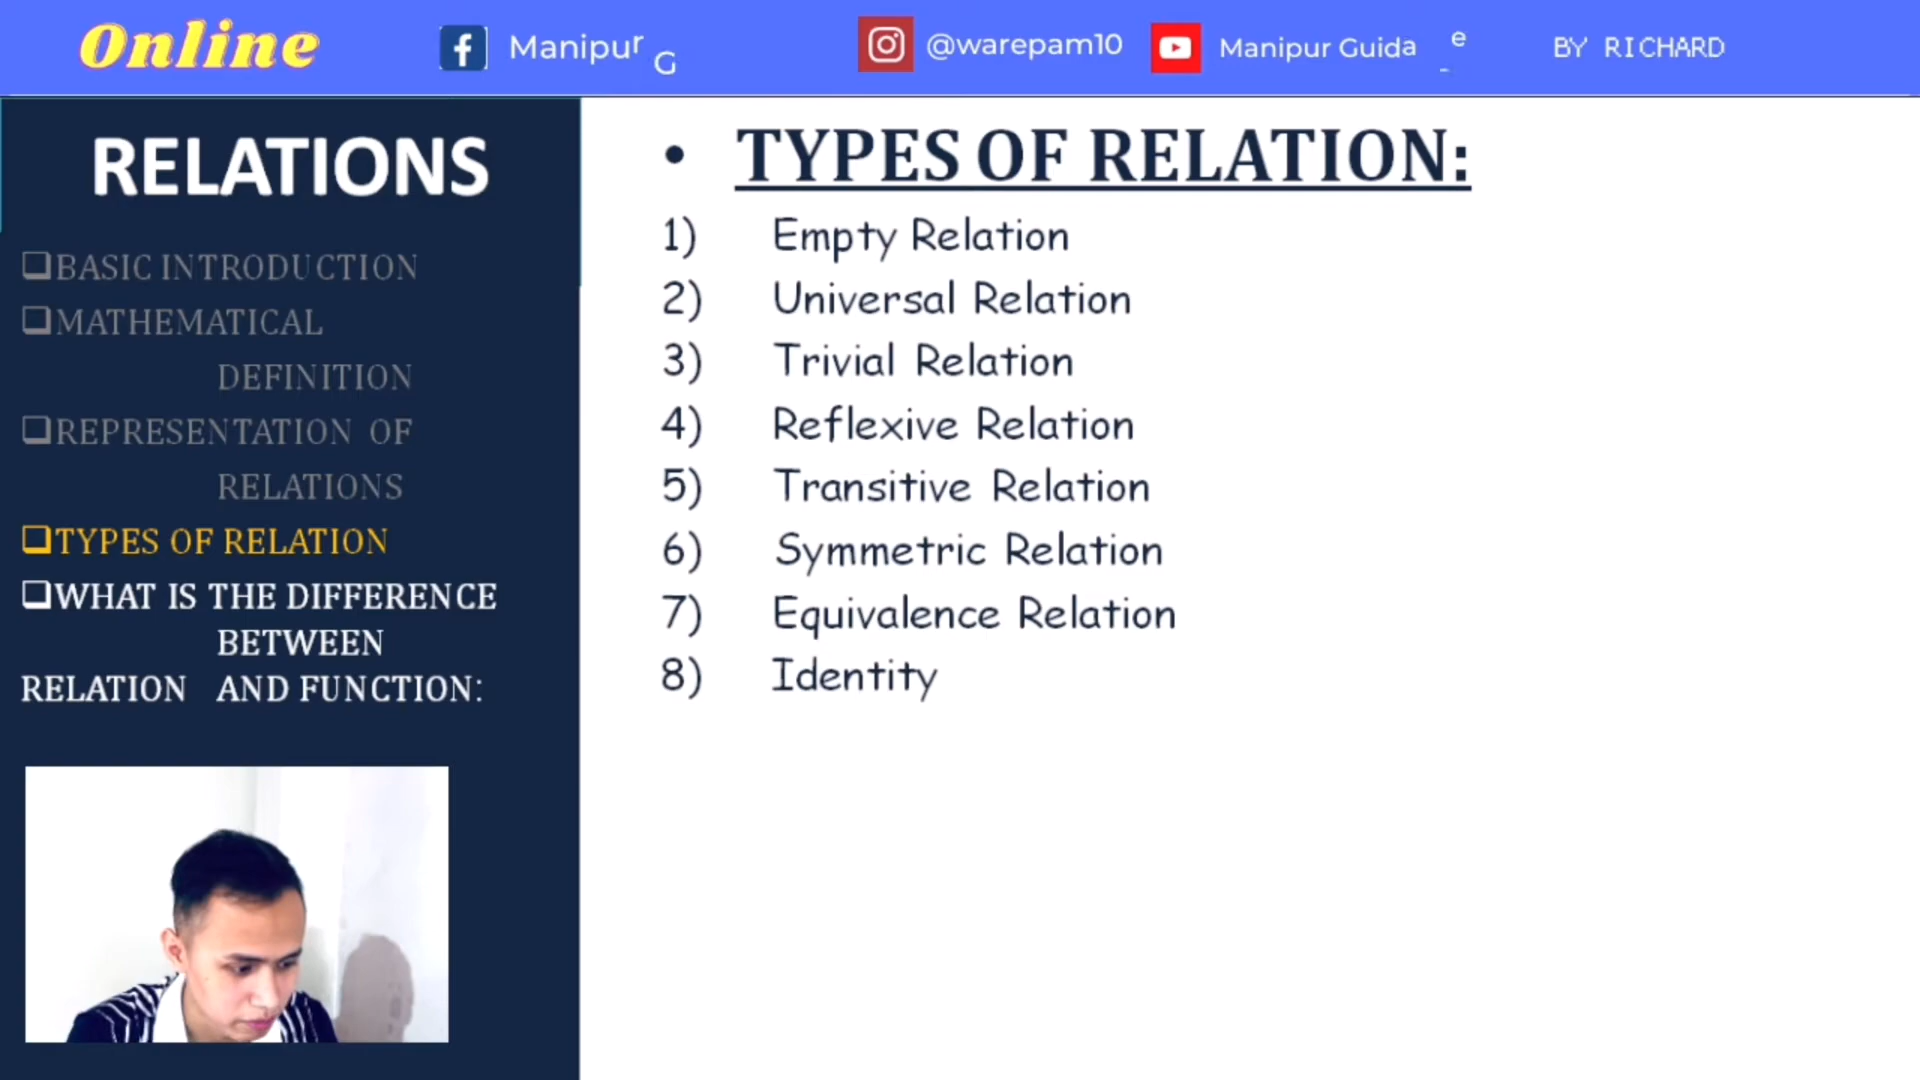 Online
Manipur G
@warepam10
Manipur Guida e
BY RICHARD
RELATIONS
❑BASIC INTRODUCTION
❑MATHEMATICAL
DEFINITION
❑REPRESENTATION OF
RELATIONS
❑TYPES OF RELATION
❑WHAT IS THE DIFFERENCE
BETWEEN
RELATION AND FUNCTION:
• TYPES OF RELATION:
1) Empty Relation
2) Universal Relation
3) Trivial Relation
4) Reflexive Relation
5) Transitive Relation
6) Symmetric Relation
7) Equivalence Relation
8) Identity